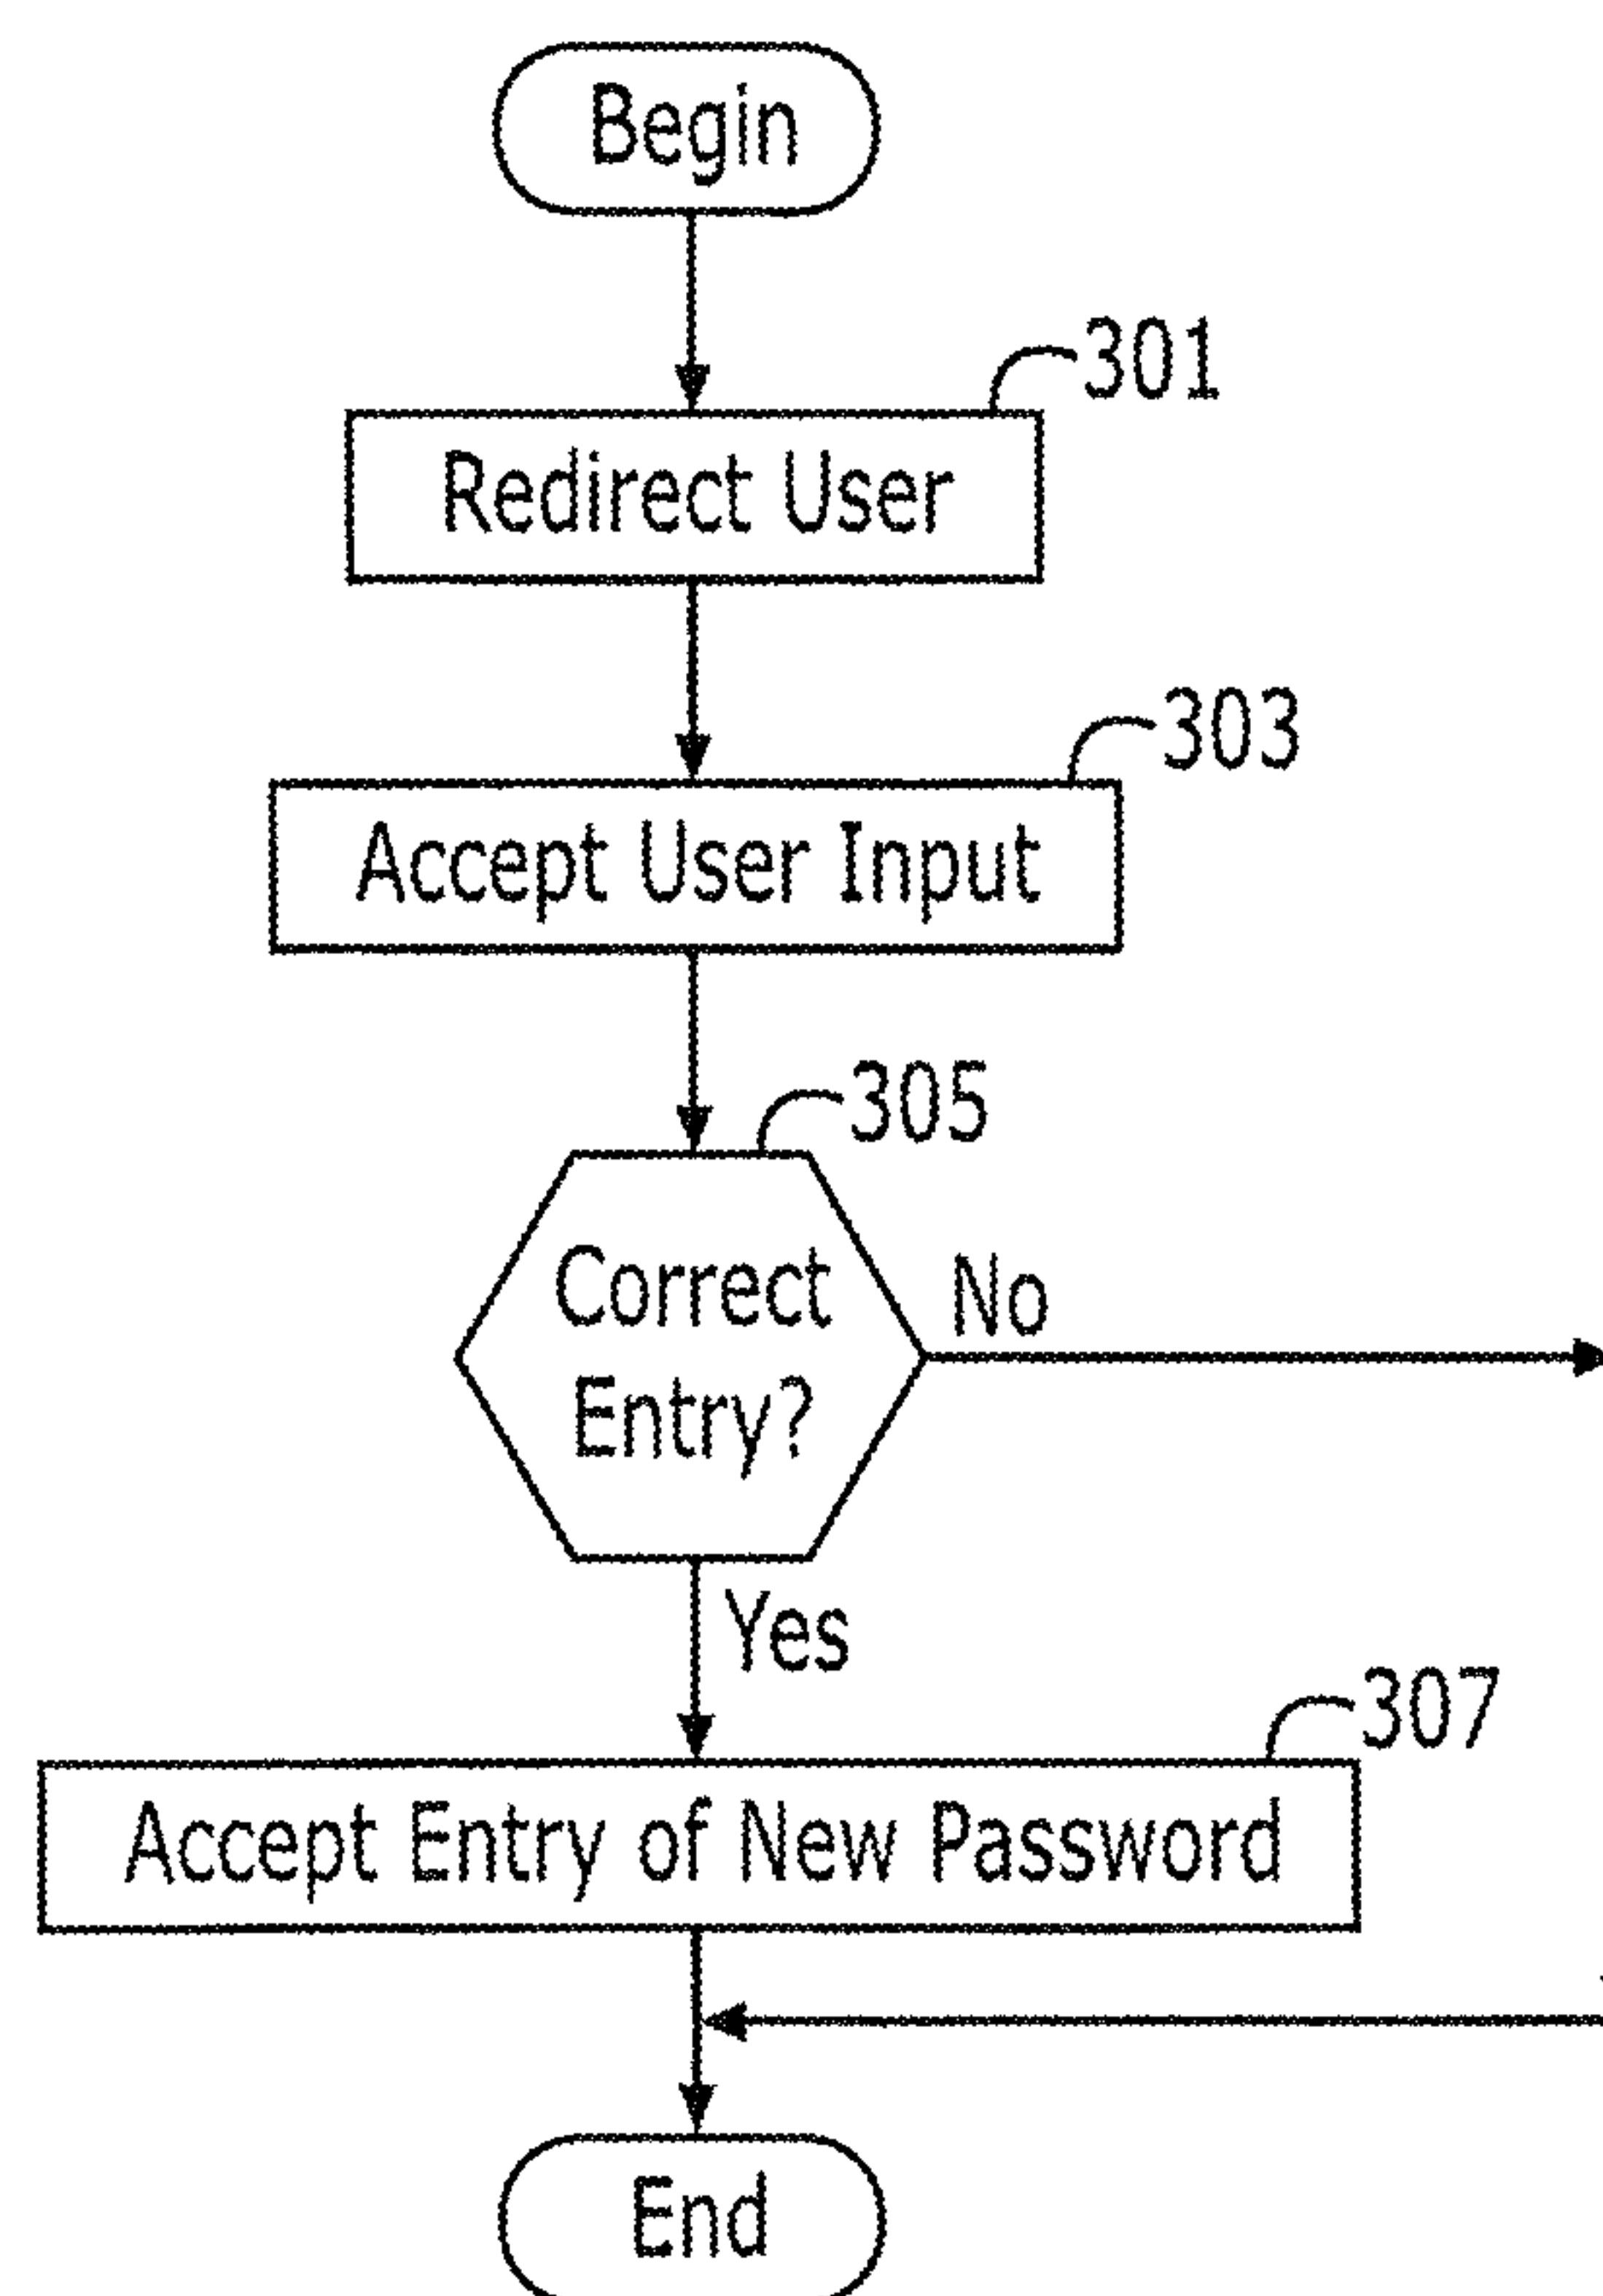 Begin
301
Redirect User
303
Accept User Input
305
Correct
Entry?
No
Yes
307
Accept Entry of New Password
End